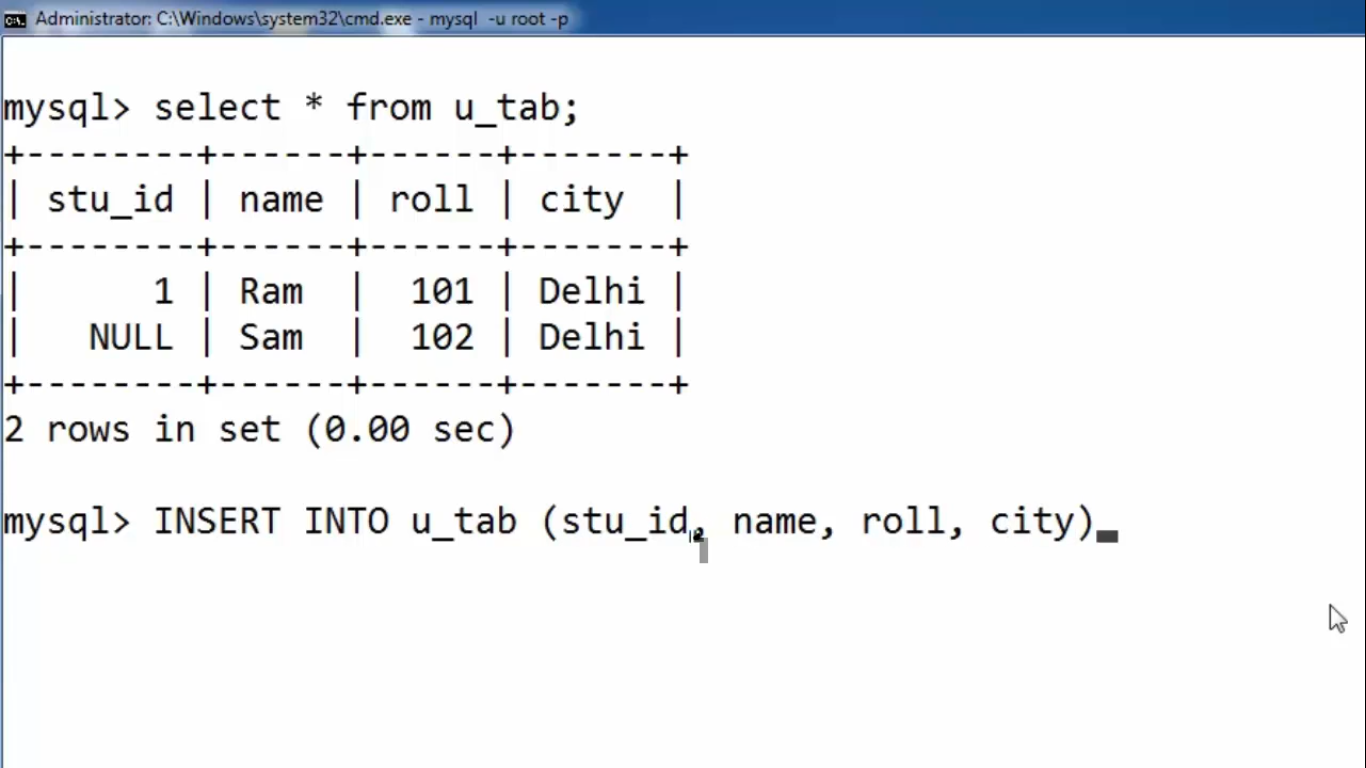 Administrator: C:\Windows\system32\cmd.exe - mysql  -u root -p
mysql> select * from u_tab;
+--------+------+------+-------+
| stu_id | name | roll | city  |
+--------+------+------+-------+
|      1 | Ram  |  101 | Delhi |
|   NULL | Sam  |  102 | Delhi |
+--------+------+------+-------+
2 rows in set (0.00 sec)
mysql> INSERT INTO u_tab (stu_id, name, roll, city)